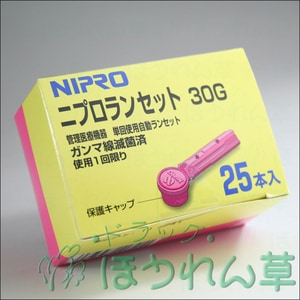 NIPRO
ニプロランセット 30G
管理医療機器 単回使用自動ランセット
ガンマ線滅菌済
使用1回限り
保護キャップ
25本入
ドラッグ・
ほうれん草